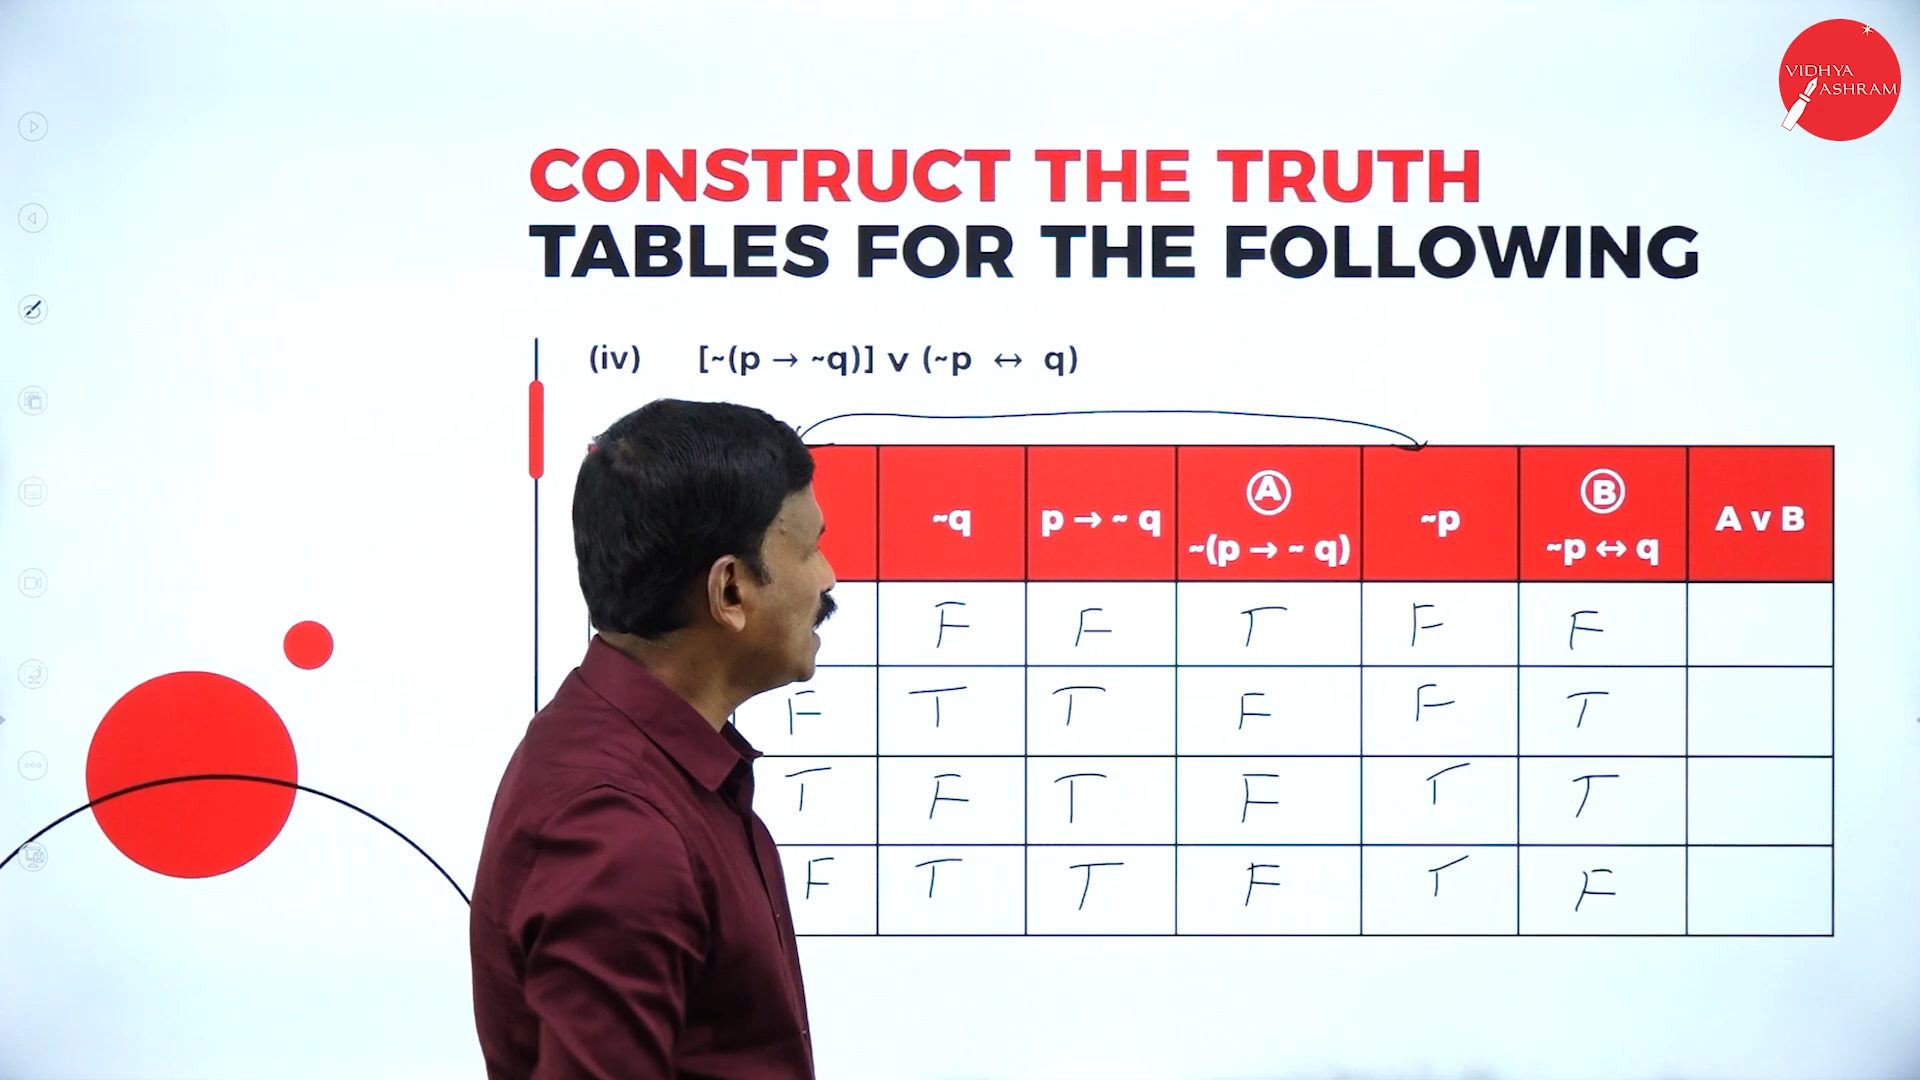 VIDHYA
ASHRAM
CONSTRUCT THE TRUTH
TABLES FOR THE FOLLOWING
(iv) [~(p → ~q)] v (~p ↔ q)
~q p → ~ q Ⓐ ~(p → ~ q) ~p Ⓑ ~p ↔ q A v B
F F T F F
F T T F F T
T F T F T T
F T T F T F